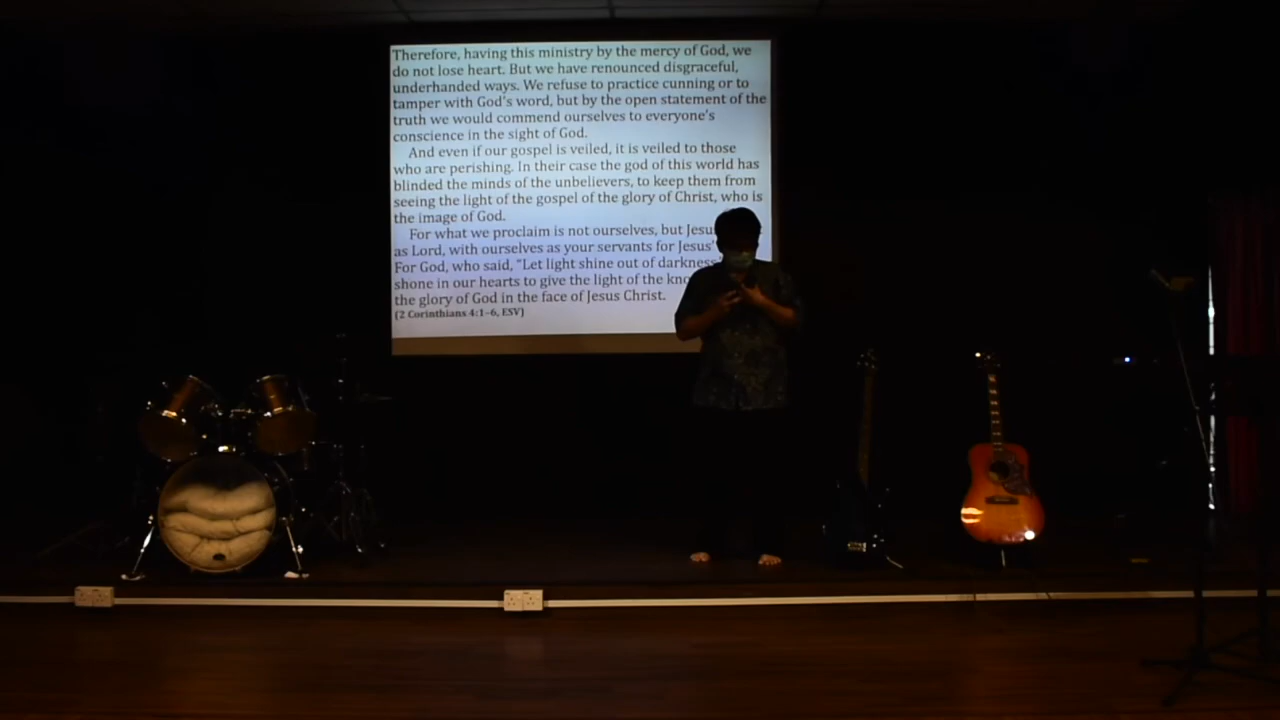 Therefore, having this ministry by the mercy of God, we
do not lose heart. But we have renounced disgraceful,
underhanded ways. We refuse to practice cunning or to
tamper with God's word, but by the open statement of the
truth we would commend ourselves to everyone's
conscience in the sight of God.
And even if our gospel is veiled, it is veiled to those
who are perishing. In their case the god of this world has
blinded the minds of the unbelievers, to keep them from
seeing the light of the gospel of the glory of Christ, who is
the image of God.
For what we proclaim is not ourselves, but
as Lord, with ourselves as your servants for Jesus'
For God, who said, “Let light shine out of darkness
shone in our hearts to give the light of the
the glory of God in the face of Jesus Christ.
(2 Corinthians 4:1–6, ESV)